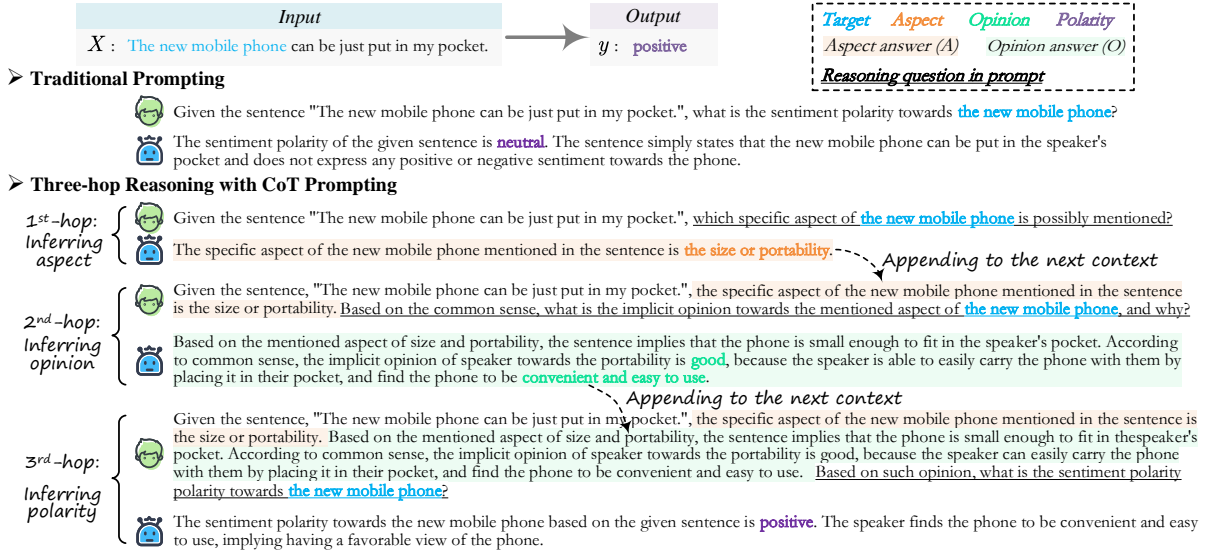 Input
Output
Target Aspect Opinion Polarity
X : The new mobile phone can be just put in my pocket.
y : positive
Aspect answer (A) Opinion answer (O)
Reasoning question in prompt
➤ Traditional Prompting
Given the sentence "The new mobile phone can be just put in my pocket.", what is the sentiment polarity towards the new mobile phone?
The sentiment polarity of the given sentence is neutral. The sentence simply states that the new mobile phone can be put in the speaker's
pocket and does not express any positive or negative sentiment towards the phone.
➤ Three-hop Reasoning with CoT Prompting
1st-hop:
Inferring
aspect
Given the sentence "The new mobile phone can be just put in my pocket.", which specific aspect of the new mobile phone is possibly mentioned?
The specific aspect of the new mobile phone mentioned in the sentence is the size or portability.
Appending to the next context
2nd-hop:
Inferring
opinion
Given the sentence, "The new mobile phone can be just put in my pocket.", the specific aspect of the new mobile phone mentioned in the sentence
is the size or portability. Based on the common sense, what is the implicit opinion towards the mentioned aspect of the new mobile phone, and why?
Based on the mentioned aspect of size and portability, the sentence implies that the phone is small enough to fit in the speaker's pocket. According
to common sense, the implicit opinion of speaker towards the portability is good, because the speaker is able to easily carry the phone with them by
placing it in their pocket, and find the phone to be convenient and easy to use.
Appending to the next context
3rd-hop:
Inferring
polarity
Given the sentence, "The new mobile phone can be just put in my pocket.", the specific aspect of the new mobile phone mentioned in the sentence is
the size or portability. Based on the mentioned aspect of size and portability, the sentence implies that the phone is small enough to fit in thespeaker's
pocket. According to common sense, the implicit opinion of speaker towards the portability is good, because the speaker can easily carry the phone
with them by placing it in their pocket, and find the phone to be convenient and easy to use. Based on such opinion, what is the sentiment polarity
polarity towards the new mobile phone?
The sentiment polarity towards the new mobile phone based on the given sentence is positive. The speaker finds the phone to be convenient and easy
to use, implying having a favorable view of the phone.